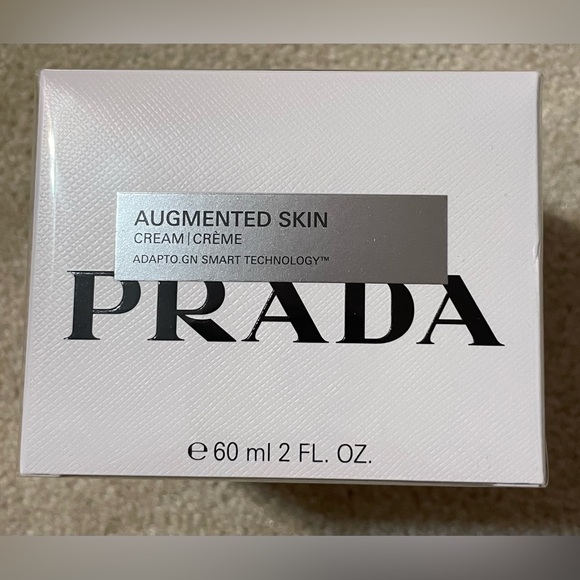 AUGMENTED SKIN
CREAM|CRÈME
ADAPTO.GN SMART TECHNOLOGY™
PRADA
℮ 60 ml 2 FL. OZ.